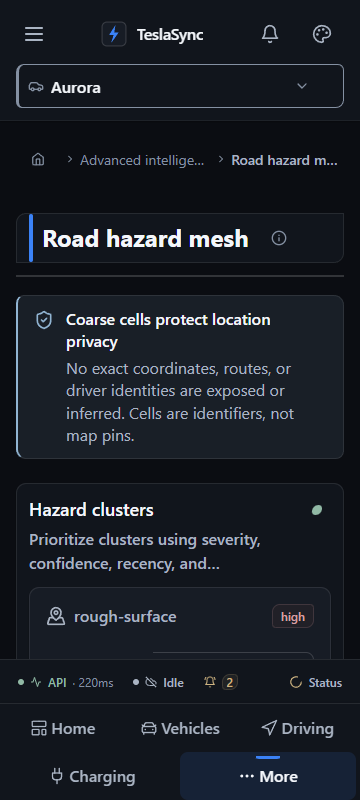 TeslaSync
Aurora
Advanced intellige... Road hazard m...
Road hazard mesh
Coarse cells protect location
privacy
No exact coordinates, routes, or
driver identities are exposed or
inferred. Cells are identifiers, not
map pins.
Hazard clusters
Prioritize clusters using severity,
confidence, recency, and...
rough-surface high
API · 220ms Idle 2 Status
Home Vehicles Driving
Charging More